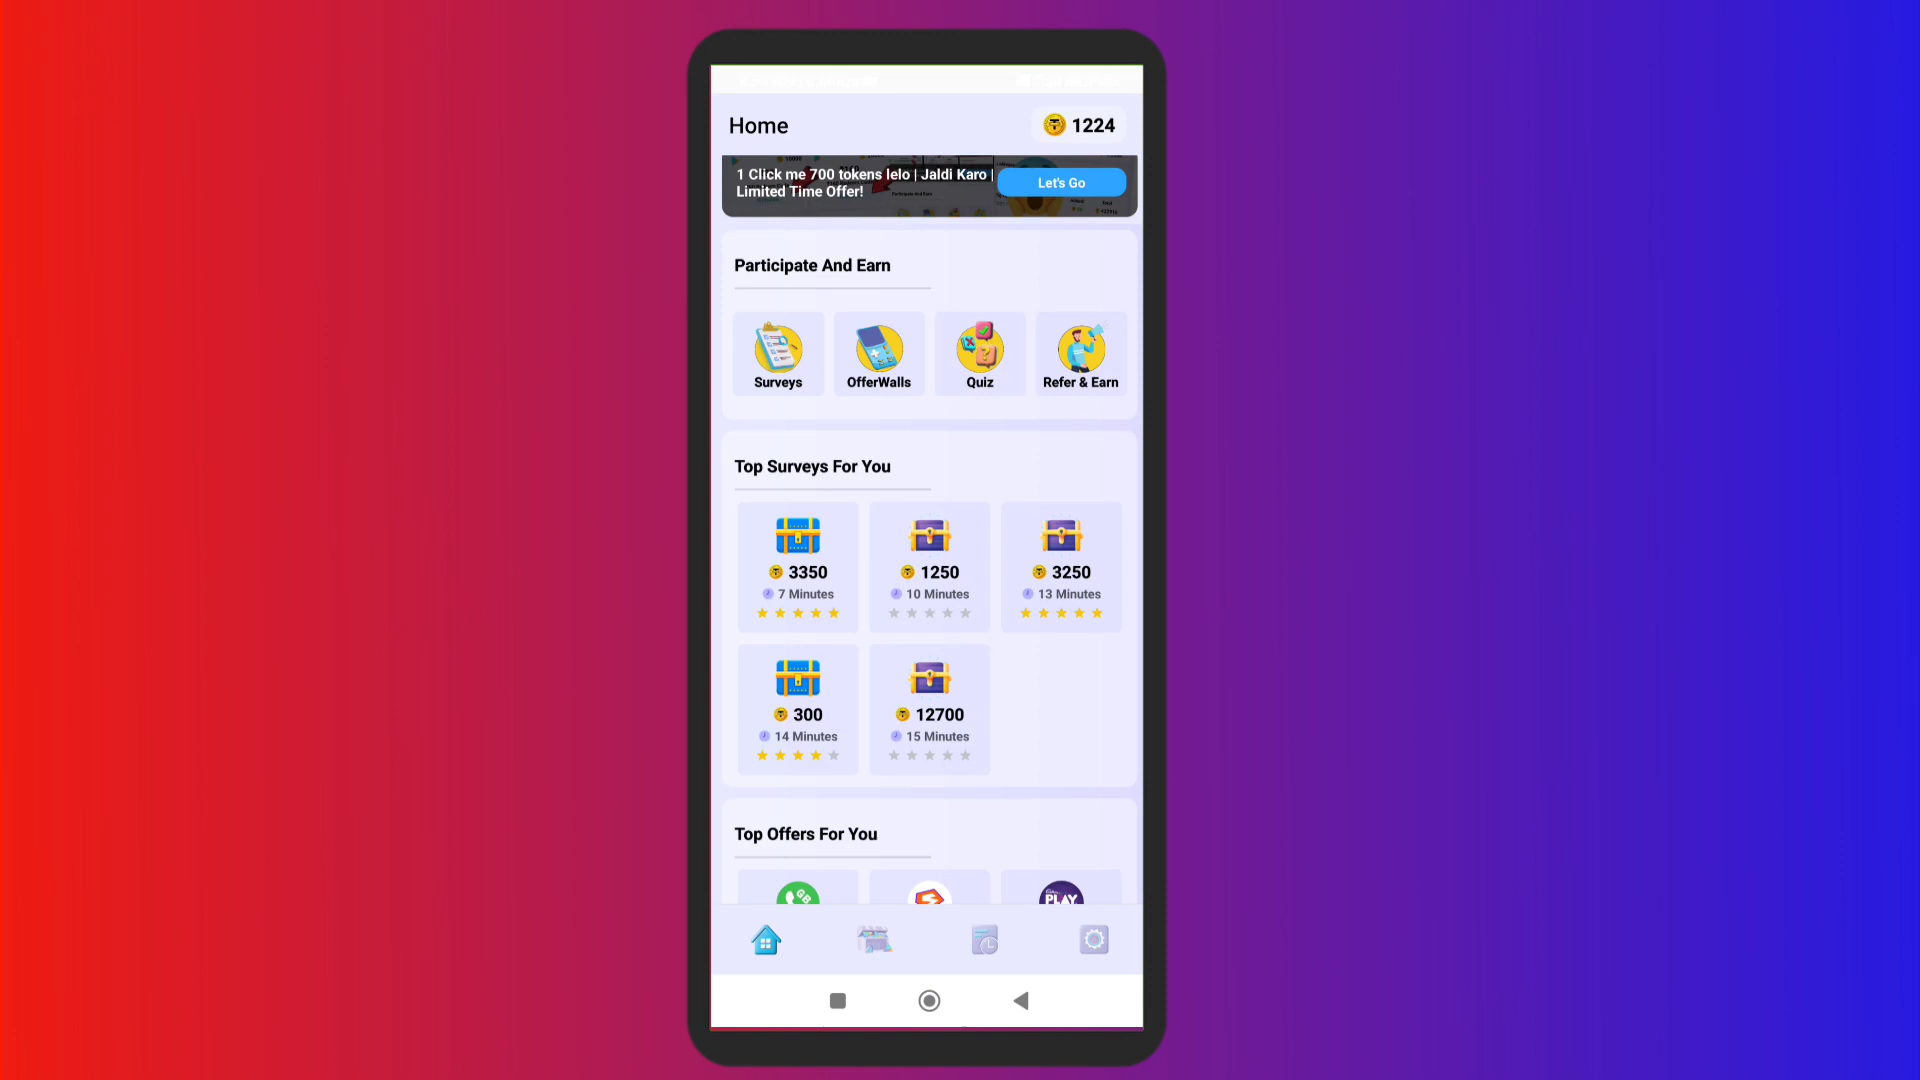 Home
1224
1 Click me 700 tokens lelo | Jaldi Karo |
Limited Time Offer!
Let's Go
Participate And Earn
Surveys
OfferWalls
Quiz
Refer & Earn
Top Surveys For You
3350
1250
3250
7 Minutes
10 Minutes
13 Minutes
300
12700
14 Minutes
15 Minutes
Top Offers For You
GB
PLAY